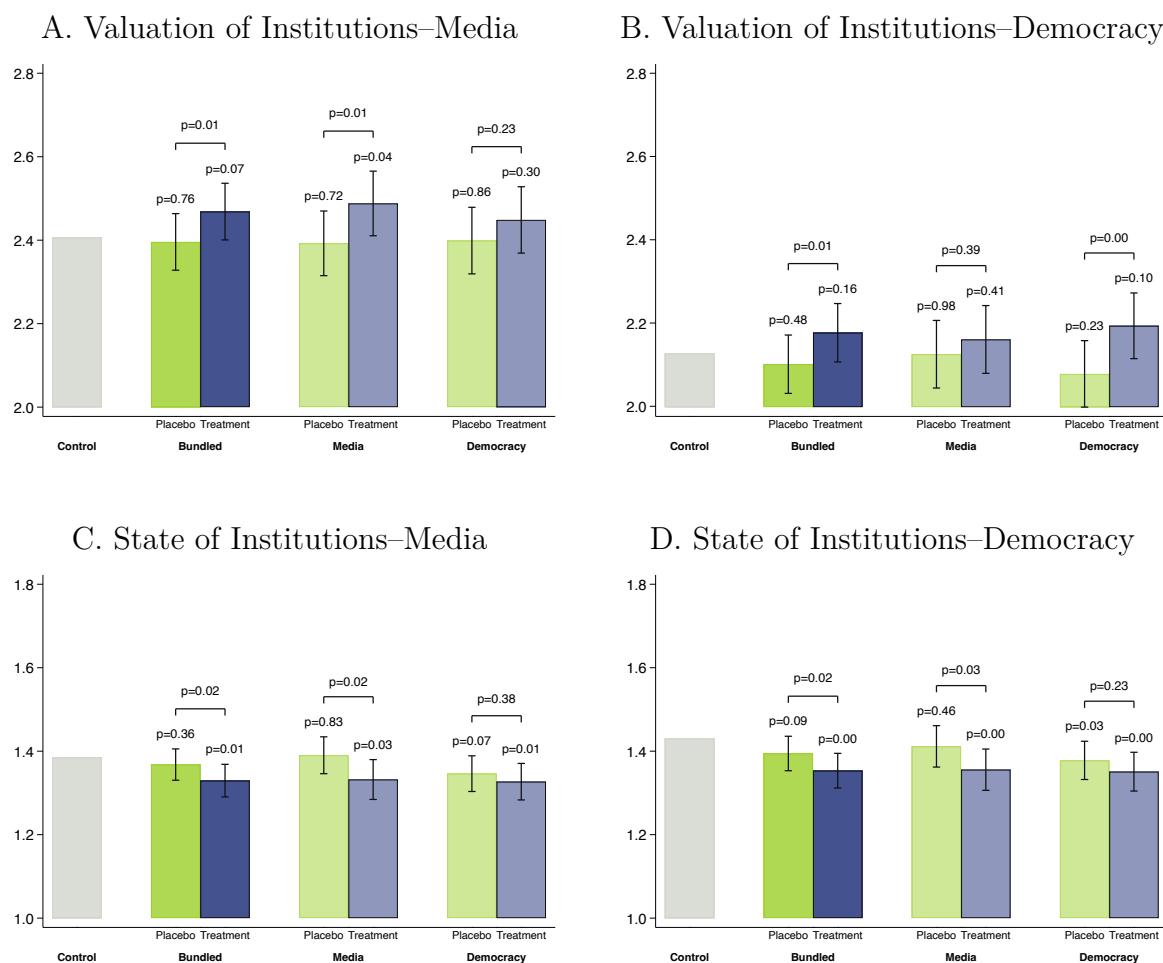 A. Valuation of Institutions–Media
2.8
2.6
2.4
2.2
2.0
p=0.01
p=0.76
p=0.07
p=0.01
p=0.72
p=0.04
p=0.23
p=0.86
p=0.30
Placebo Treatment Placebo Treatment Placebo Treatment
Control Bundled Media Democracy
B. Valuation of Institutions–Democracy
2.8
2.6
2.4
2.2
2.0
p=0.01
p=0.48
p=0.16
p=0.39
p=0.98
p=0.41
p=0.00
p=0.23
p=0.10
Placebo Treatment Placebo Treatment Placebo Treatment
Control Bundled Media Democracy
C. State of Institutions–Media
1.8
1.6
1.4
1.2
1.0
p=0.02
p=0.36
p=0.01
p=0.02
p=0.83
p=0.03
p=0.38
p=0.07
p=0.01
Placebo Treatment Placebo Treatment Placebo Treatment
Control Bundled Media Democracy
D. State of Institutions–Democracy
1.8
1.6
1.4
1.2
1.0
p=0.02
p=0.09
p=0.00
p=0.03
p=0.46
p=0.00
p=0.23
p=0.03
p=0.00
Placebo Treatment Placebo Treatment Placebo Treatment
Control Bundled Media Democracy